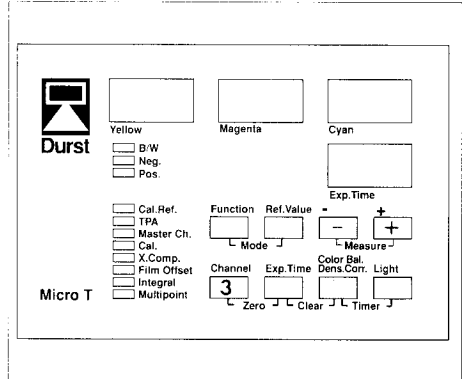 Yellow Magenta Cyan
Durst
B/W
Neg.
Pos.
Exp.Time
Cal.Ref.
TPA
Master Ch.
Cal.
X.Comp.
Film Offset
Integral
Multipoint
Function Ref.Value - +
- +
Mode Measure
Channel Exp.Time Color Bal. Dens.Corr. Light
3
Zero Clear Timer
Micro T